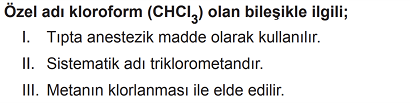 Özel adı kloroform (CHCl₃) olan bileşikle ilgili;
I. Tıpta anestezik madde olarak kullanılır.
II. Sistematik adı triklorometandır.
III. Metanın klorlanması ile elde edilir.